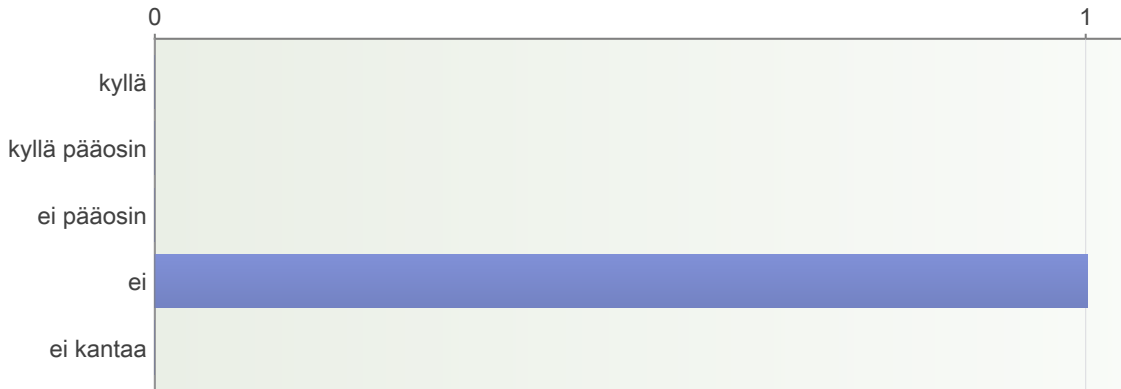 0 1
kyllä
kyllä pääosin
ei pääosin
ei
ei kantaa